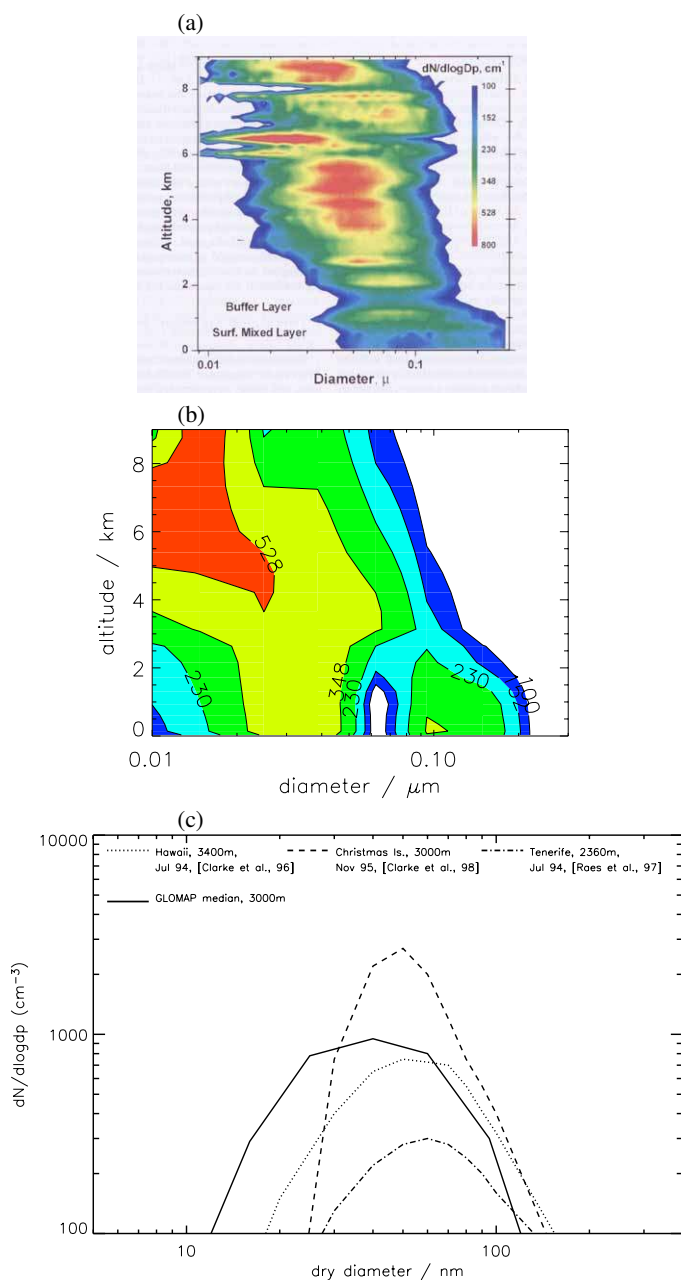 (a)
dN/dlogDp, cm
100
152
230
348
528
800
8
6
4
2
0
Altitude, km
Buffer Layer
Surf. Mixed Layer
0.01
0.1
Diameter, μ
(b)
8
6
4
2
0
altitude / km
528
230
348
230
230
152
100
0.01
0.10
diameter / μm
(c)
10000
1000
100
dN/dlogdp (cm⁻³)
Hawaii, 3400m,
Jul 94, [Clarke et al., 96]
Christmas Is., 3000m
Nov 95, [Clarke et al., 98]
Tenerife, 2360m,
Jul 94, [Raes et al., 97]
GLOMAP median, 3000m
10
100
dry diameter / nm